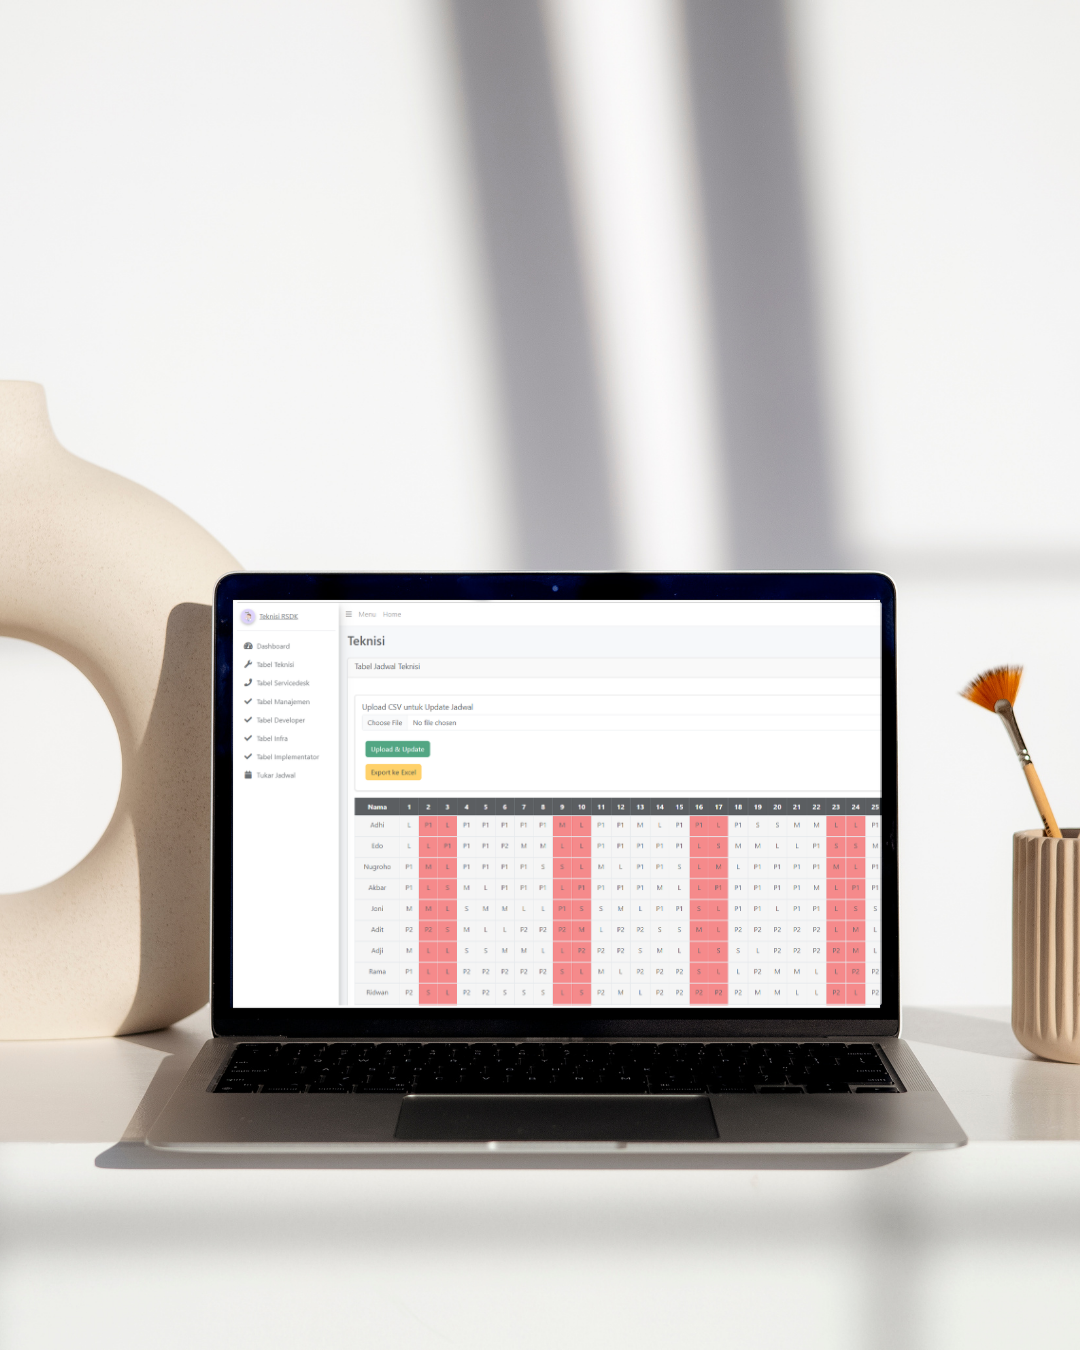 Teknisi RSDK
Menu Home
Dashboard
Tabel Teknisi
Tabel Servicedesk
Tabel Manajemen
Tabel Developer
Tabel Infra
Tabel Implementator
Tukar Jadwal
Teknisi
Tabel Jadwal Teknisi
Upload CSV untuk Update Jadwal
Choose File No file chosen
Upload & Update
Export ke Excel
Nama 1 2 3 4 5 6 7 8 9 10 11 12 13 14 15 16 17 18 19 20 21 22 23 24 25
Adhi L P1 L P1 P1 P1 P1 P1 M L P1 P1 M L P1 P1 L P1 S S M M L L P1
Edo L L P1 P1 P1 P2 M M L L P1 P1 P1 P1 P1 L S M M L L P1 S S M
Nugroho P1 M L P1 P1 P1 P1 S S L M L P1 P1 S L M L P1 P1 P1 P1 M L P1
Akbar P1 L S M L P1 P1 P1 L P1 P1 P1 P1 M L L P1 P1 P1 P1 P1 M L P1 P1
Joni M M L S M M L L P1 S S M L P1 P1 S L P1 P1 L P1 P1 L S S
Adit P2 P2 S M L L P2 P2 P2 M L P2 P2 S S M L P2 P2 P2 P2 P2 L M L
Adji M L L S S M M L L P2 P2 P2 S M L L S S L P2 P2 P2 P2 M L
Rama P1 L L P2 P2 P2 P2 P2 S L M L P2 P2 P2 S L L P2 M M L L P2 P2
Ridwan P2 S L P2 P2 S S S L S P2 M L P2 P2 P2 P2 P2 M M L L P2 L P2